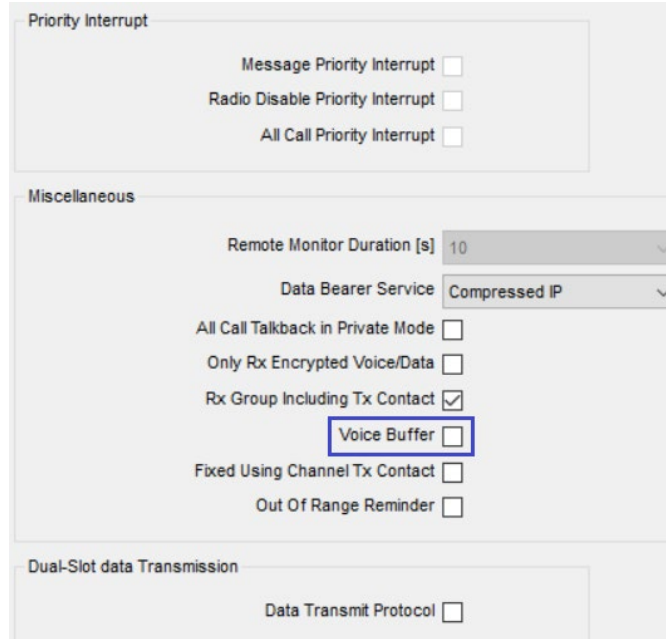 Priority Interrupt
Message Priority Interrupt
Radio Disable Priority Interrupt
All Call Priority Interrupt
Miscellaneous
Remote Monitor Duration [s] 10
Data Bearer Service Compressed IP
All Call Talkback in Private Mode
Only Rx Encrypted Voice/Data
Rx Group Including Tx Contact
Voice Buffer
Fixed Using Channel Tx Contact
Out Of Range Reminder
Dual-Slot data Transmission
Data Transmit Protocol